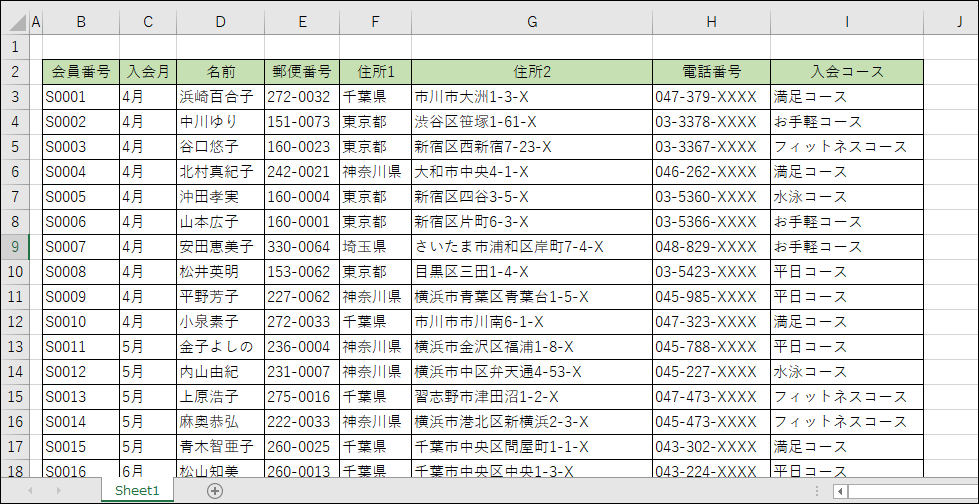 A B C D E F G H I J
1
2 会員番号 入会月 名前 郵便番号 住所1 住所2 電話番号 入会コース
3 S0001 4月 浜崎百合子 272-0032 千葉県 市川市大洲1-3-X 047-379-XXXX 満足コース
4 S0002 4月 中川ゆり 151-0073 東京都 渋谷区笹塚1-61-X 03-3378-XXXX お手軽コース
5 S0003 4月 谷口悠子 160-0023 東京都 新宿区西新宿7-23-X 03-3367-XXXX フィットネスコース
6 S0004 4月 北村真紀子 242-0021 神奈川県 大和市中央4-1-X 046-262-XXXX 満足コース
7 S0005 4月 沖田孝実 160-0004 東京都 新宿区四谷3-5-X 03-5360-XXXX 水泳コース
8 S0006 4月 山本広子 160-0001 東京都 新宿区片町6-3-X 03-5366-XXXX お手軽コース
9 S0007 4月 安田恵美子 330-0064 埼玉県 さいたま市浦和区岸町7-4-X 048-829-XXXX お手軽コース
10 S0008 4月 松井英明 153-0062 東京都 目黒区三田1-4-X 03-5423-XXXX 平日コース
11 S0009 4月 平野芳子 227-0062 神奈川県 横浜市青葉区青葉台1-5-X 045-985-XXXX 平日コース
12 S0010 4月 小泉素子 272-0033 千葉県 市川市市川南6-1-X 047-323-XXXX 満足コース
13 S0011 5月 金子よしの 236-0004 神奈川県 横浜市金沢区福浦1-8-X 045-788-XXXX 平日コース
14 S0012 5月 内山由紀 231-0007 神奈川県 横浜市中区弁天通4-53-X 045-227-XXXX 水泳コース
15 S0013 5月 上原浩子 275-0016 千葉県 習志野市津田沼1-2-X 047-473-XXXX フィットネスコース
16 S0014 5月 麻奥恭弘 222-0033 神奈川県 横浜市港北区新横浜2-3-X 045-473-XXXX フィットネスコース
17 S0015 5月 青木智亜子 260-0025 千葉県 千葉市中央区問屋町1-1-X 043-302-XXXX 満足コース
18 S0016 6月 松山知美 260-0013 千葉県 千葉市中央区中央1-3-X 043-224-XXXX 平日コース
Sheet1